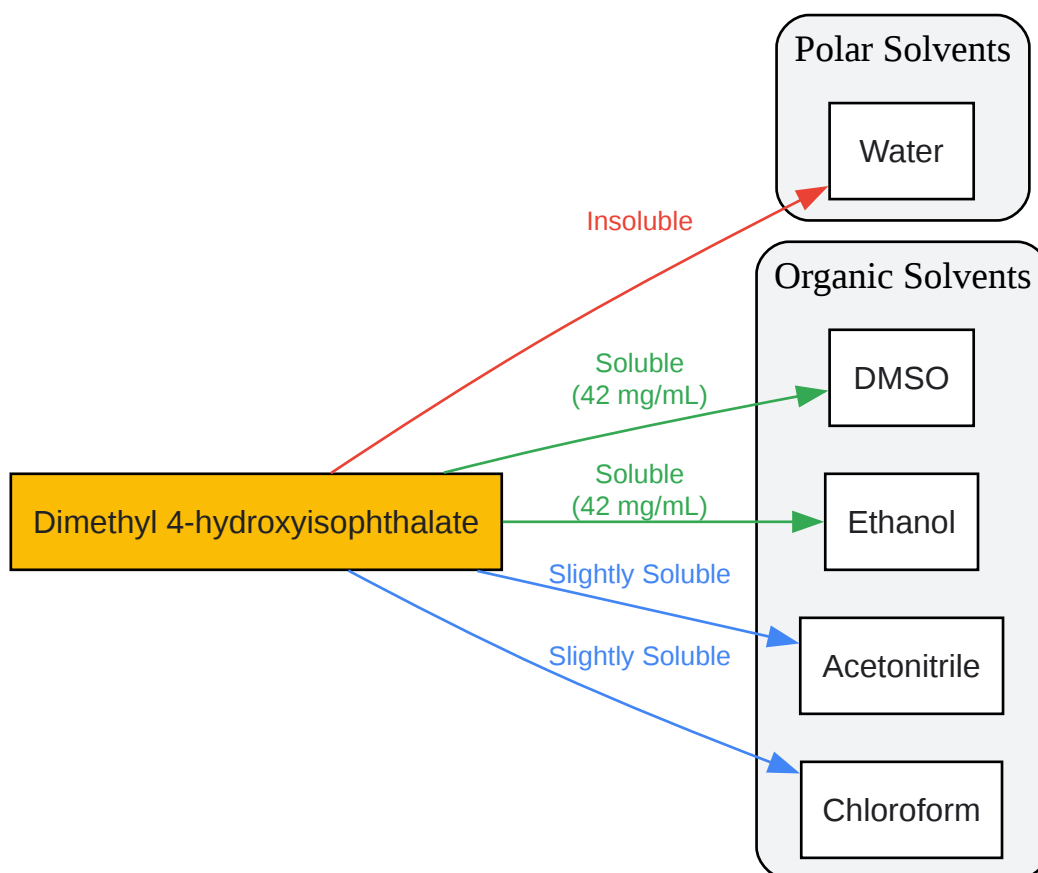 Polar Solvents
Water
Insoluble
Organic Solvents
DMSO
Soluble
(42 mg/mL)
Dimethyl 4-hydroxyisophthalate
Soluble
(42 mg/mL)
Ethanol
Slightly Soluble
Acetonitrile
Slightly Soluble
Chloroform